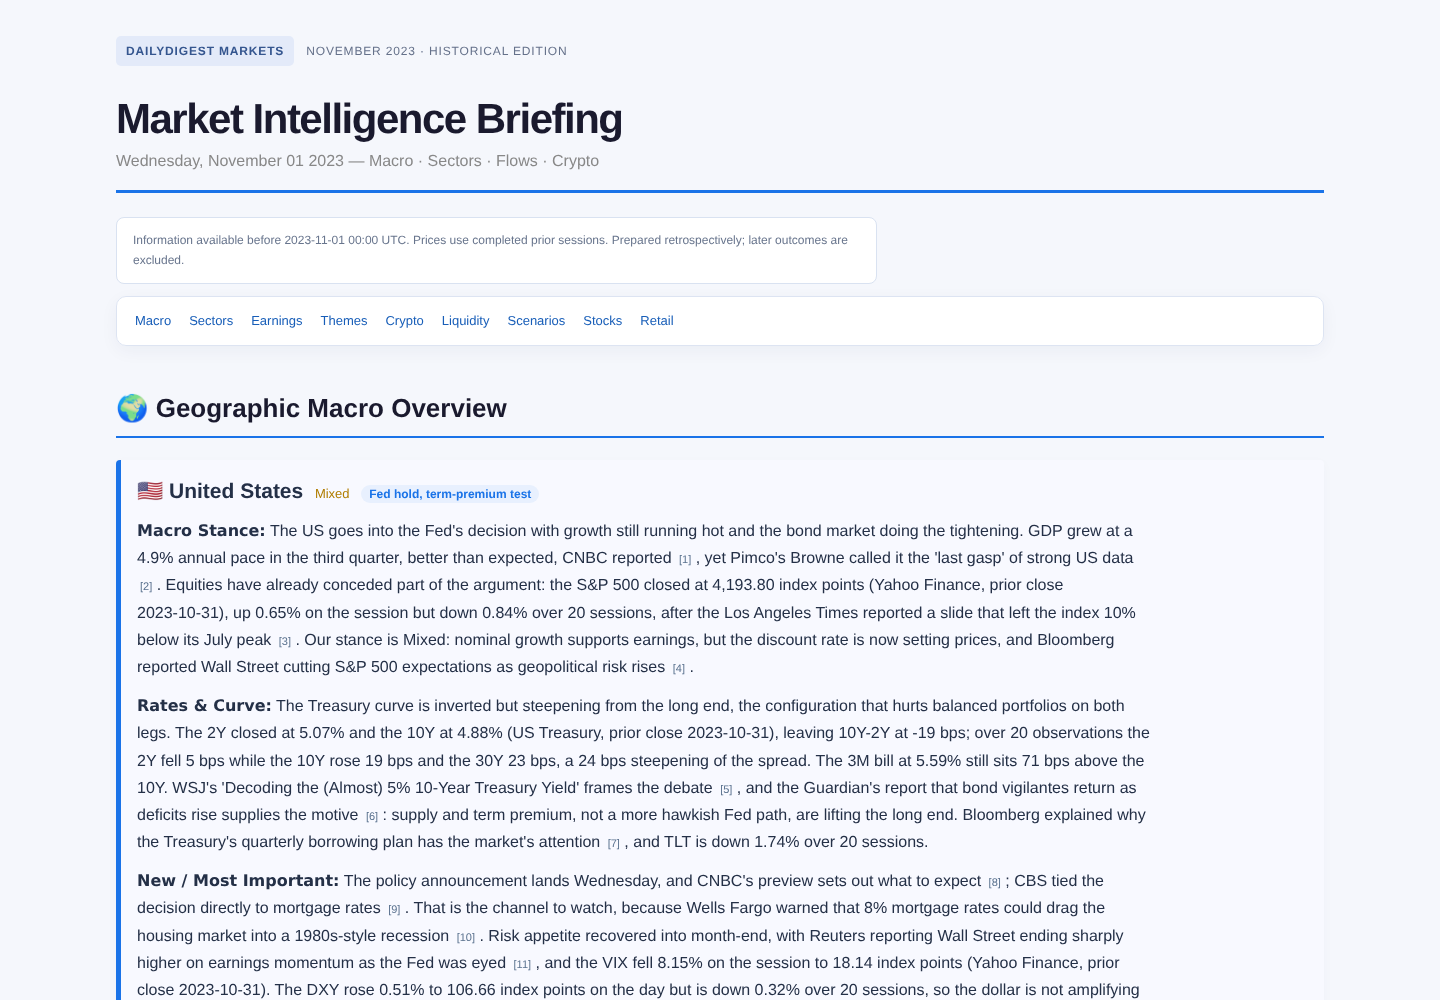 DAILYDIGEST MARKETS NOVEMBER 2023 · HISTORICAL EDITION
Market Intelligence Briefing
Wednesday, November 01 2023 — Macro · Sectors · Flows · Crypto
Information available before 2023-11-01 00:00 UTC. Prices use completed prior sessions. Prepared retrospectively; later outcomes are
excluded.
Macro Sectors Earnings Themes Crypto Liquidity Scenarios Stocks Retail
🌍 Geographic Macro Overview
🇺🇸 United States Mixed Fed hold, term-premium test
Macro Stance: The US goes into the Fed's decision with growth still running hot and the bond market doing the tightening. GDP grew at a
4.9% annual pace in the third quarter, better than expected, CNBC reported [1] , yet Pimco's Browne called it the 'last gasp' of strong US data
[2] . Equities have already conceded part of the argument: the S&P 500 closed at 4,193.80 index points (Yahoo Finance, prior close
2023-10-31), up 0.65% on the session but down 0.84% over 20 sessions, after the Los Angeles Times reported a slide that left the index 10%
below its July peak [3] . Our stance is Mixed: nominal growth supports earnings, but the discount rate is now setting prices, and Bloomberg
reported Wall Street cutting S&P 500 expectations as geopolitical risk rises [4] .
Rates & Curve: The Treasury curve is inverted but steepening from the long end, the configuration that hurts balanced portfolios on both
legs. The 2Y closed at 5.07% and the 10Y at 4.88% (US Treasury, prior close 2023-10-31), leaving 10Y-2Y at -19 bps; over 20 observations the
2Y fell 5 bps while the 10Y rose 19 bps and the 30Y 23 bps, a 24 bps steepening of the spread. The 3M bill at 5.59% still sits 71 bps above the
10Y. WSJ's 'Decoding the (Almost) 5% 10-Year Treasury Yield' frames the debate [5] , and the Guardian's report that bond vigilantes return as
deficits rise supplies the motive [6] : supply and term premium, not a more hawkish Fed path, are lifting the long end. Bloomberg explained why
the Treasury's quarterly borrowing plan has the market's attention [7] , and TLT is down 1.74% over 20 sessions.
New / Most Important: The policy announcement lands Wednesday, and CNBC's preview sets out what to expect [8] ; CBS tied the
decision directly to mortgage rates [9] . That is the channel to watch, because Wells Fargo warned that 8% mortgage rates could drag the
housing market into a 1980s-style recession [10] . Risk appetite recovered into month-end, with Reuters reporting Wall Street ending sharply
higher on earnings momentum as the Fed was eyed [11] , and the VIX fell 8.15% on the session to 18.14 index points (Yahoo Finance, prior
close 2023-10-31). The DXY rose 0.51% to 106.66 index points on the day but is down 0.32% over 20 sessions, so the dollar is not amplifying